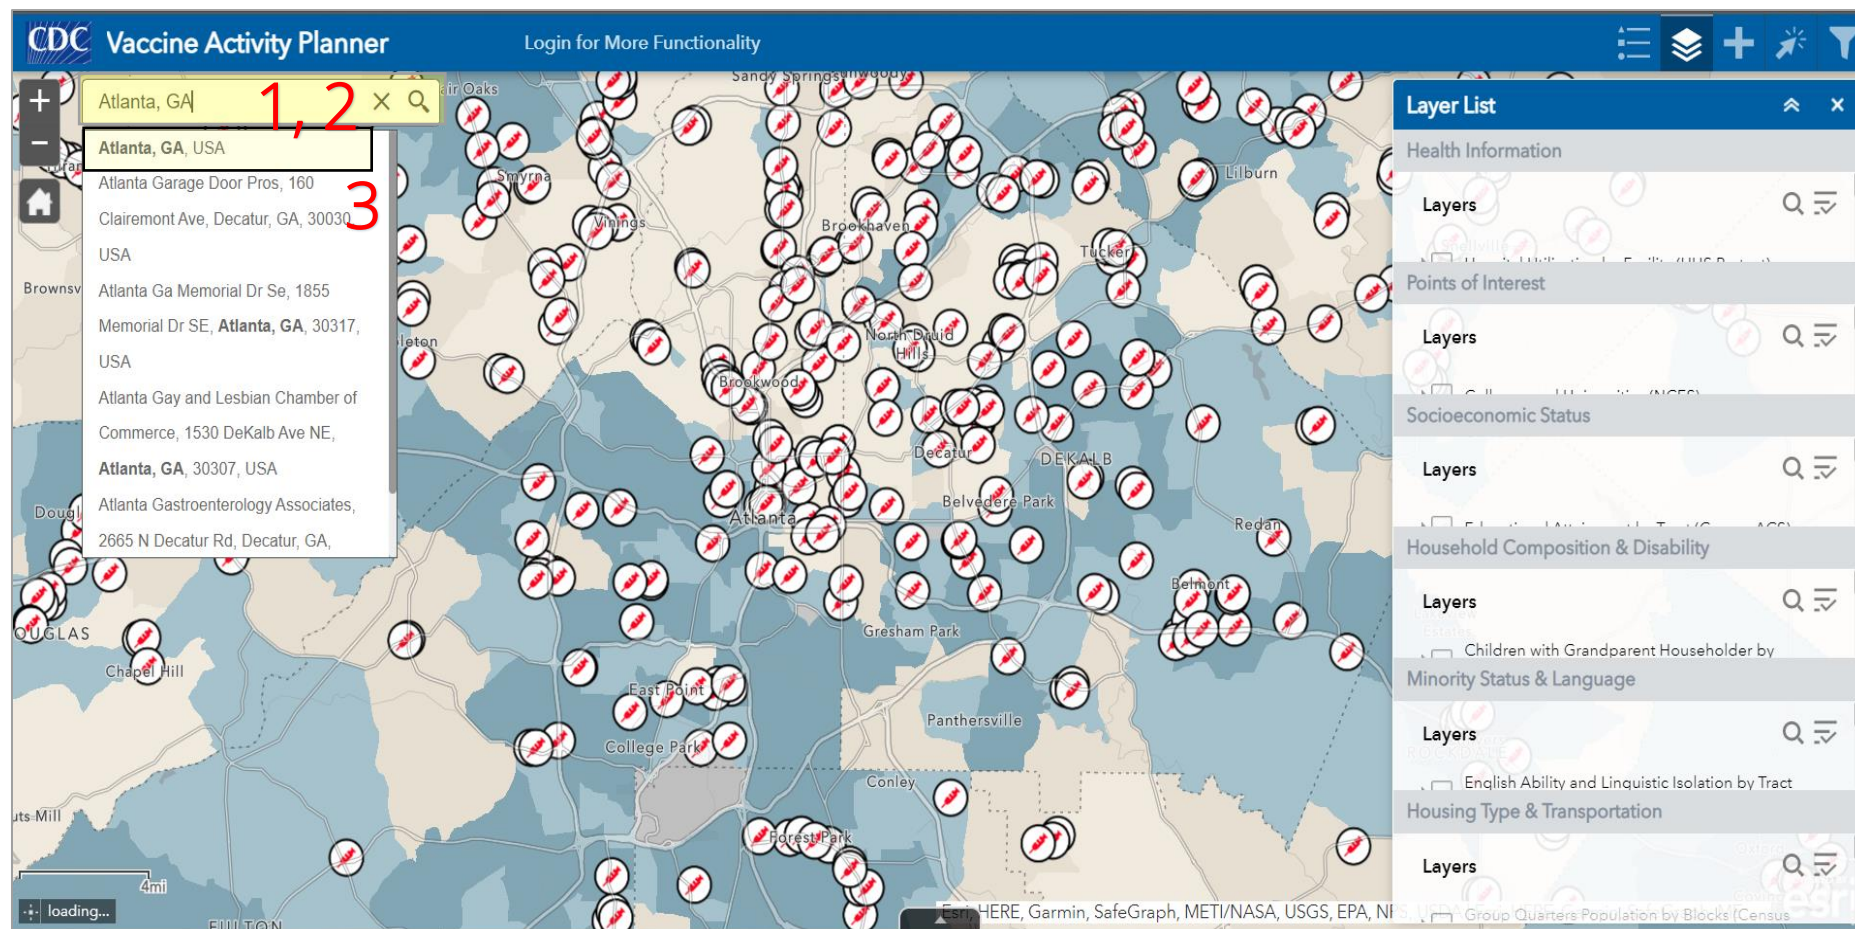 CDC Vaccine Activity Planner Login for More Functionality
Atlanta, GA
1, 2
Atlanta, GA, USA
Atlanta Garage Door Pros, 160
Clairemont Ave, Decatur, GA, 30030,
USA
3
Atlanta Ga Memorial Dr Se, 1855
Memorial Dr SE, Atlanta, GA, 30317,
USA
Atlanta Gay and Lesbian Chamber of
Commerce, 1530 DeKalb Ave NE,
Atlanta, GA, 30307, USA
Atlanta Gastroenterology Associates,
2665 N Decatur Rd, Decatur, GA,
Sandy Springs
Oaks
Smyrna
Lilburn
Vinings
Brookhaven
Tucker
Brownsv
leton
North Druid
Hills
Brookwood
Decatur
DEKALB
Belvedere Park
Atlanta
Redan
Dougl
Belmont
OUGLAS
Gresham Park
Chapel Hill
East Point
Panthersville
College Park
Conley
uts Mill
Forest Park
4mi
loading...
FULTON
Esri, HERE, Garmin, SafeGraph, METI/NASA, USGS, EPA,
Layer List
Health Information
Layers
Points of Interest
Layers
Socioeconomic Status
Layers
Household Composition & Disability
Layers
Children with Grandparent Householder by
Minority Status & Language
Layers
English Ability and Linguistic Isolation by Tract
Housing Type & Transportation
Layers
Group Quarters Population by Blocks (Census
esri